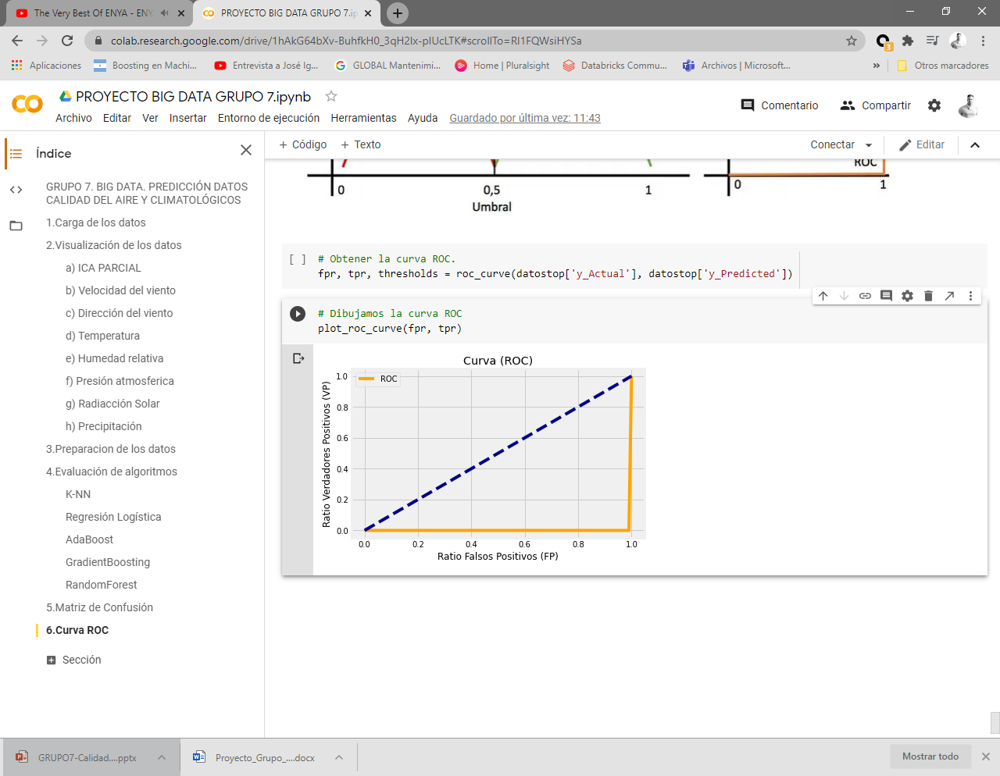 The Very Best Of ENYA - ENY
PROYECTO BIG DATA GRUPO 7.ip
colab.research.google.com/drive/1hAkG64bXv-BuhfkH0_3qH2Ix-pIUcLTK#scrollTo=RI1FQWsiHYSa
3
Aplicaciones
Boosting en Machi...
Entrevista a José Ig...
GLOBAL Mantenimi...
Home | Pluralsight
Databricks Commu...
Archivos | Microsoft...
»
Otros marcadores
PROYECTO BIG DATA GRUPO 7.ipynb
Archivo Editar Ver Insertar Entorno de ejecución Herramientas Ayuda Guardado por última vez: 11:43
Comentario
Compartir
+ Código + Texto
Conectar
Editar
Índice
GRUPO 7. BIG DATA. PREDICCIÓN DATOS
CALIDAD DEL AIRE Y CLIMATOLÓGICOS
1.Carga de los datos
2.Visualización de los datos
a) ICA PARCIAL
b) Velocidad del viento
c) Dirección del viento
d) Temperatura
e) Humedad relativa
f) Presión atmosferica
g) Radiacción Solar
h) Precipitación
3.Preparacion de los datos
4.Evaluación de algoritmos
K-NN
Regresión Logística
AdaBoost
GradientBoosting
RandomForest
5.Matriz de Confusión
6.Curva ROC
Sección
0 0,5 1
Umbral
ROC
0 1
[ ] # Obtener la curva ROC.
fpr, tpr, thresholds = roc_curve(datostop['y_Actual'], datostop['y_Predicted'])
# Dibujamos la curva ROC
plot_roc_curve(fpr, tpr)
Curva (ROC)
ROC
Ratio Verdadores Positivos (VP)
1.0
0.8
0.6
0.4
0.2
0.0
0.0 0.2 0.4 0.6 0.8 1.0
Ratio Falsos Positivos (FP)
GRUPO7-Calidad....pptx
Proyecto_Grupo_....docx
Mostrar todo